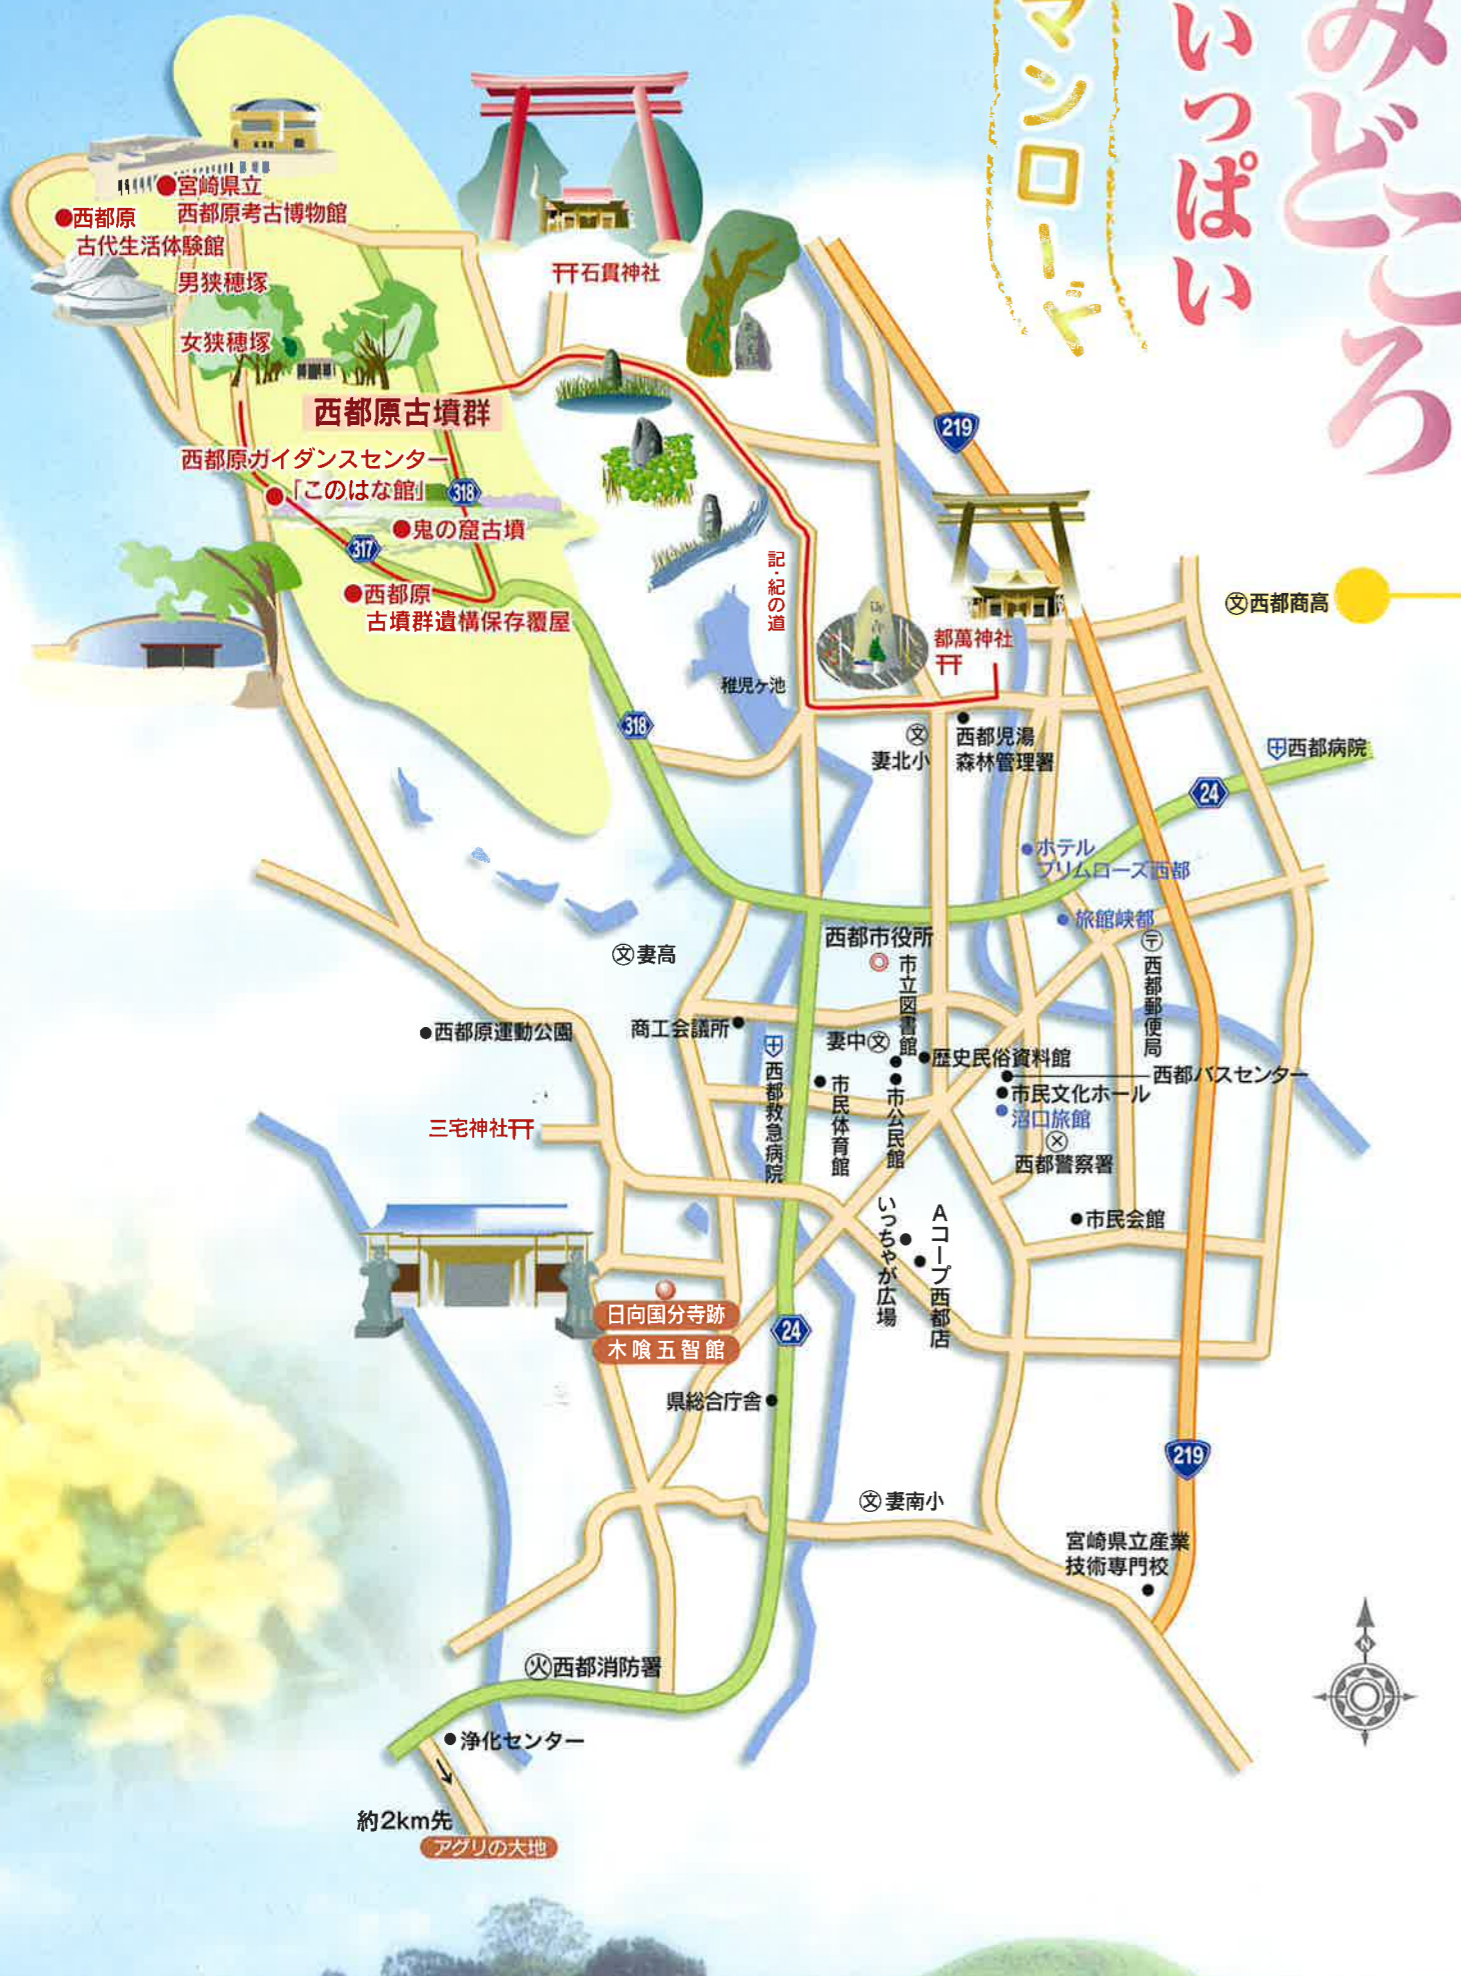 みどころ
いっぱい
マンロード
宮崎県立
西都原考古博物館
西都原
古代生活体験館
男狭穂塚
女狭穂塚
石貫神社
西都原古墳群
西都原ガイダンスセンター
「このはな館」
318
鬼の窟古墳
317
西都原
古墳群遺構保存覆屋
219
記・紀の道
都萬神社
文西都商高
稚児ヶ池
318
文
妻北小
西都児湯
森林管理署
西都病院
24
ホテル
プリムローズ西都
旅館峡都
〒
西都郵便局
西都市役所
市立図書館
文妻高
西都原運動公園
商工会議所
妻中文
歴史民俗資料館
西都バスセンター
市民文化ホール
沼口旅館
西都警察署
西都救急病院
市民体育館
市公民館
三宅神社
市民会館
いっちゃが広場
Aコープ西都店
日向国分寺跡
木喰五智館
24
県総合庁舎
219
文妻南小
宮崎県立産業
技術専門校
N
火西都消防署
浄化センター
約2km先
アグリの大地